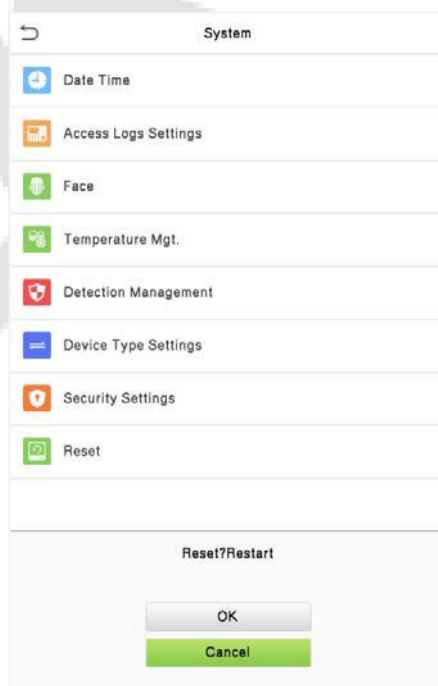 System
Date Time
Access Logs Settings
Face
Temperature Mgt.
Detection Management
Device Type Settings
Security Settings
Reset
Reset?Restart
OK
Cancel